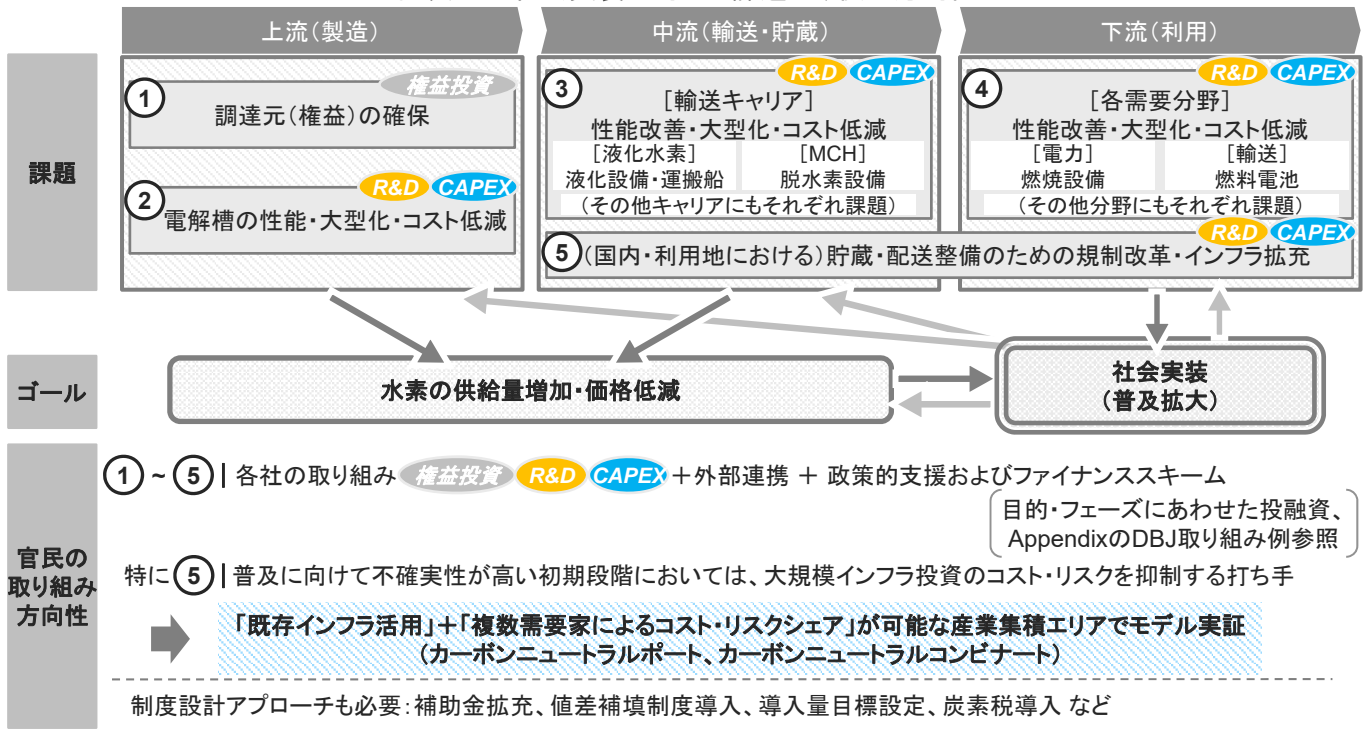 上流(製造)
中流(輸送・貯蔵)
下流(利用)
課題
① 権益投資
調達元(権益)の確保
② R&D CAPEX
電解槽の性能・大型化・コスト低減
③ R&D CAPEX
[輸送キャリア]
性能改善・大型化・コスト低減
[液化水素] [MCH]
液化設備・運搬船 脱水素設備
(その他キャリアにもそれぞれ課題)
④ R&D CAPEX
[各需要分野]
性能改善・大型化・コスト低減
[電力] [輸送]
燃焼設備 燃料電池
(その他分野にもそれぞれ課題)
R&D CAPEX
⑤ (国内・利用地における)貯蔵・配送整備のための規制改革・インフラ拡充
ゴール
水素の供給量増加・価格低減
社会実装
(普及拡大)
官民の
取り組み
方向性
① ~ ⑤ | 各社の取り組み 権益投資 R&D CAPEX +外部連携 + 政策的支援およびファイナンススキーム
目的・フェーズにあわせた投融資、
AppendixのDBJ取り組み例参照
特に ⑤ | 普及に向けて不確実性が高い初期段階においては、大規模インフラ投資のコスト・リスクを抑制する打ち手
「既存インフラ活用」+「複数需要家によるコスト・リスクシェア」が可能な産業集積エリアでモデル実証
(カーボンニュートラルポート、カーボンニュートラルコンビナート)
制度設計アプローチも必要:補助金拡充、値差補填制度導入、導入量目標設定、炭素税導入 など